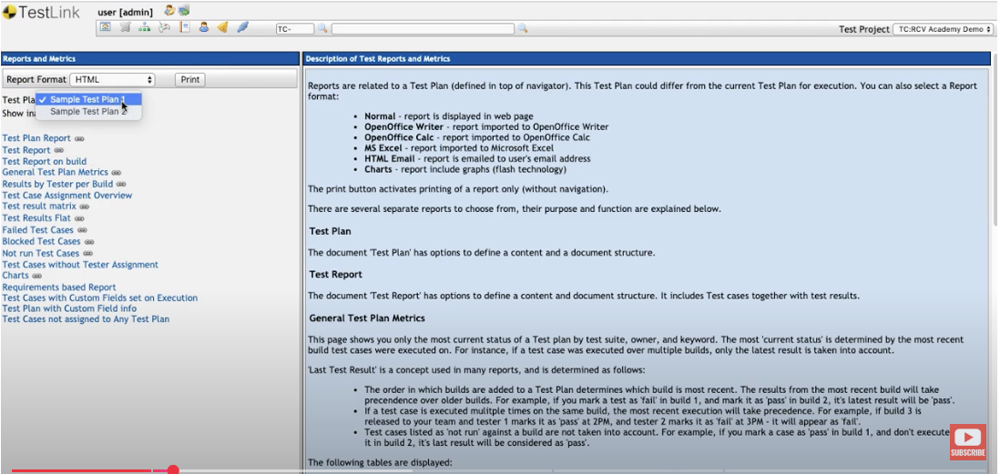 TestLink
user [admin]
TC-
Test Project TC:RCV Academy Demo
Reports and Metrics
Report Format HTML Print
Test Pla
✓ Sample Test Plan 1
Sample Test Plan 2
Show in
Test Plan Report
Test Report
Test Report on build
General Test Plan Metrics
Results by Tester per Build
Test Case Assignment Overview
Test result matrix
Test Results Flat
Failed Test Cases
Blocked Test Cases
Not run Test Cases
Test Cases without Tester Assignment
Charts
Requirements based Report
Test Cases with Custom Fields set on Execution
Test Plan with Custom Field info
Test Cases not assigned to Any Test Plan
Description of Test Reports and Metrics
Reports are related to a Test Plan (defined in top of navigator). This Test Plan could differ from the current Test Plan for execution. You can also select a Report
format:
• Normal - report is displayed in web page
• OpenOffice Writer - report imported to OpenOffice Writer
• OpenOffice Calc - report imported to OpenOffice Calc
• MS Excel - report imported to Microsoft Excel
• HTML Email - report is emailed to user's email address
• Charts - report include graphs (flash technology)
The print button activates printing of a report only (without navigation).
There are several separate reports to choose from, their purpose and function are explained below.
Test Plan
The document 'Test Plan' has options to define a content and a document structure.
Test Report
The document 'Test Report' has options to define a content and document structure. It includes Test cases together with test results.
General Test Plan Metrics
This page shows you only the most current status of a Test plan by test suite, owner, and keyword. The most 'current status' is determined by the most recent
build test cases were executed on. For instance, if a test case was executed over multiple builds, only the latest result is taken into account.
'Last Test Result' is a concept used in many reports, and is determined as follows:
• The order in which builds are added to a Test Plan determines which build is most recent. The results from the most recent build will take
precendence over older builds. For example, if you mark a test as 'fail' in build 1, and mark it as 'pass' in build 2, it's latest result will be 'pass'.
• If a test case is executed mulitple times on the same build, the most recent execution will take precedence. For example, if build 3 is
released to your team and tester 1 marks it as 'pass' at 2PM, and tester 2 marks it as 'fail' at 3PM - it will appear as 'fail'.
• Test cases listed as 'not run' against a build are not taken into account. For example, if you mark a case as 'pass' in build 1, and don't execute
it in build 2, it's last result will be considered as 'pass'.
The following tables are displayed:
SUBSCRIBE